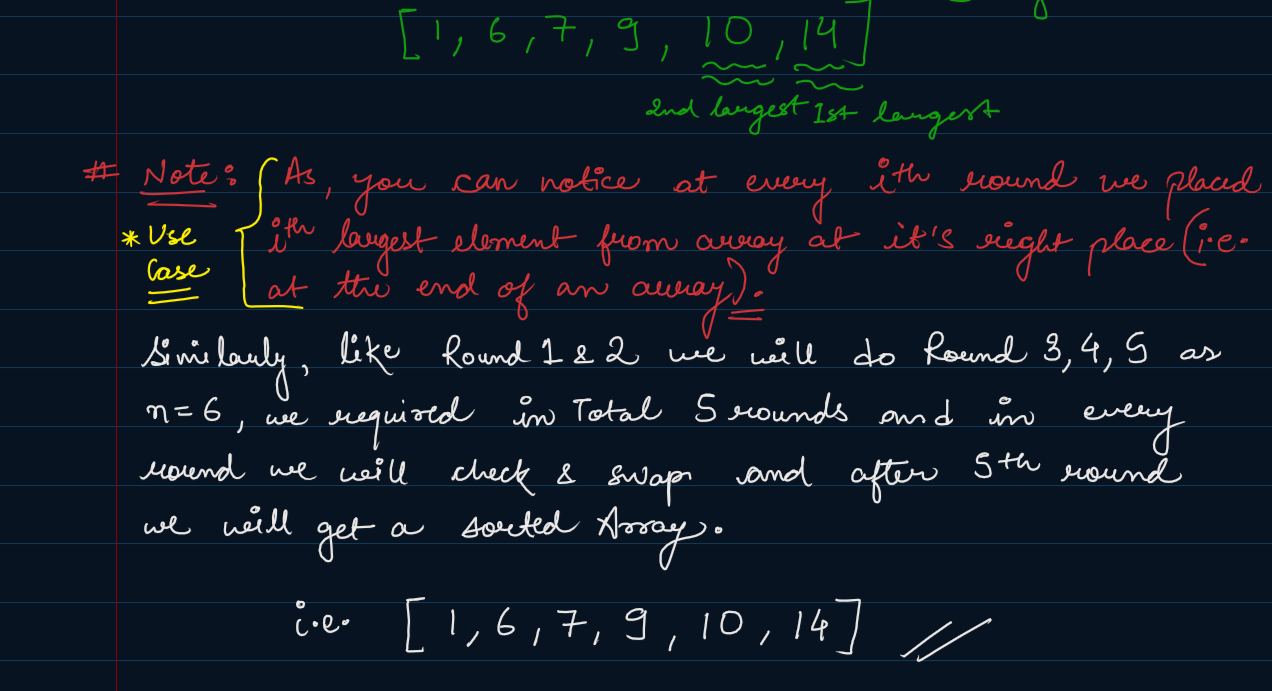 [1, 6, 7, 9, 10, 14]
2nd largest 1st largest
# Note: As, you can notice at every ith round we placed
* Use ith largest element from array at it's right place (i.e.
Case at the end of an array).
Similarly, like Round 1 & 2 we will do Round 3, 4, 5 as
n=6, we required in Total 5 rounds and in every
round we will check & swap and after 5th round
we will get a sorted Array.
i.e. [1, 6, 7, 9, 10, 14]